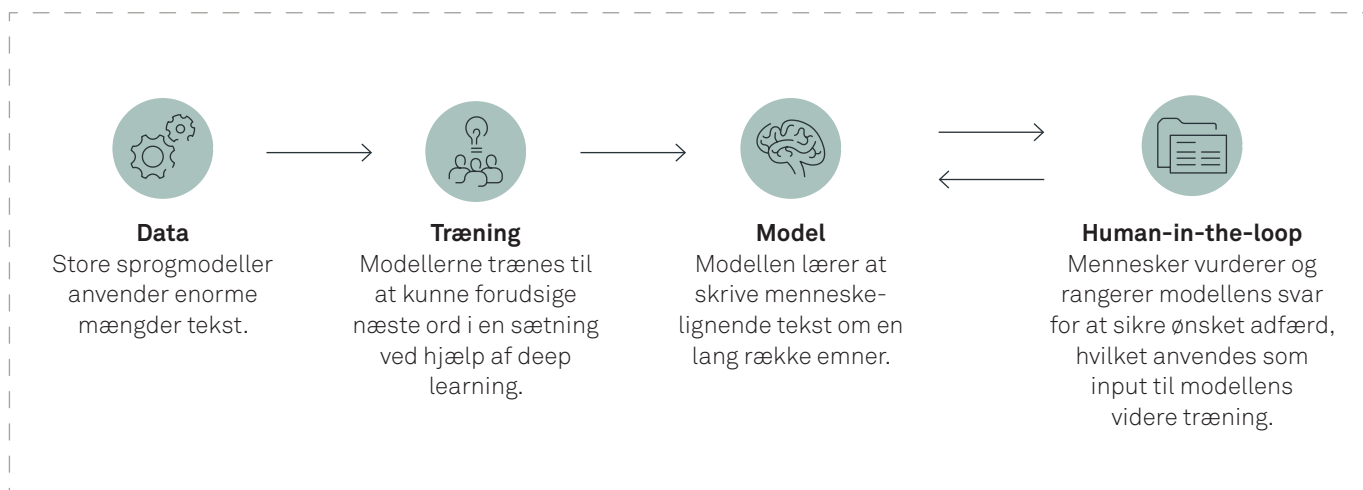 Data
Store sprogmodeller
anvender enorme
mængder tekst.
Træning
Modellerne trænes til
at kunne forudsige
næste ord i en sætning
ved hjælp af deep
learning.
Model
Modellen lærer at
skrive menneske-
lignende tekst om en
lang række emner.
Human-in-the-loop
Mennesker vurderer og
rangerer modellens svar
for at sikre ønsket adfærd,
hvilket anvendes som
input til modellens
videre træning.